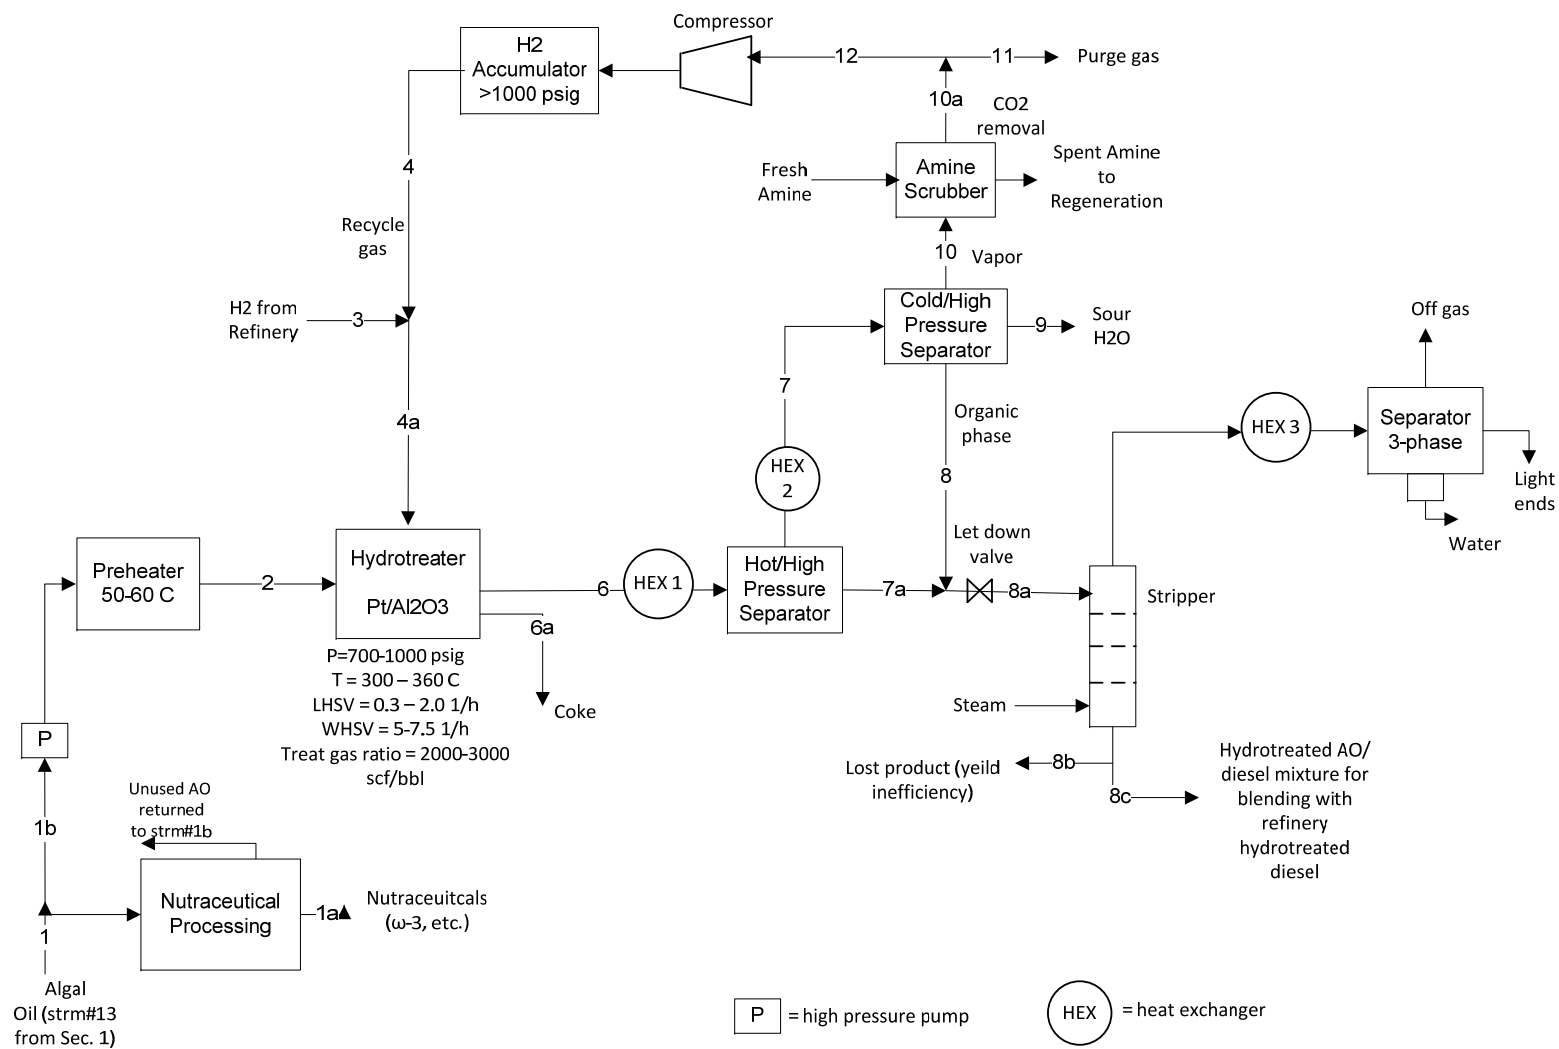 Compressor
H2
Accumulator
>1000 psig
12
11
Purge gas
10a
CO2
removal
4
Fresh
Amine
Amine
Scrubber
Spent Amine
to
Regeneration
Recycle
gas
10
Vapor
H2 from
Refinery
3
Cold/High
Pressure
Separator
9
Sour
H2O
Off gas
7
4a
Organic
phase
HEX 3
Separator
3-phase
HEX
2
8
Light
ends
Water
Let down
valve
Preheater
50-60 C
2
Hydrotreater
Pt/Al2O3
6
HEX 1
Hot/High
Pressure
Separator
7a
8a
Stripper
6a
Coke
P=700-1000 psig
T = 300 – 360 C
LHSV = 0.3 – 2.0 1/h
WHSV = 5-7.5 1/h
Treat gas ratio = 2000-3000
scf/bbl
Steam
P
Lost product (yeild
inefficiency)
8b
8c
Hydrotreated AO/
diesel mixture for
blending with
refinery
hydrotreated
diesel
Unused AO
returned
to strm#1b
1b
Nutraceutical
Processing
1a
Nutraceuitcals
(ω-3, etc.)
1
Algal
Oil (strm#13
from Sec. 1)
P
= high pressure pump
HEX
= heat exchanger